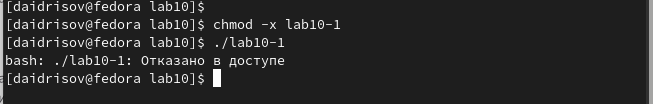 [daidrisov@fedora lab10]$
[daidrisov@fedora lab10]$ chmod -x lab10-1
[daidrisov@fedora lab10]$ ./lab10-1
bash: ./lab10-1: Отказано в доступе
[daidrisov@fedora lab10]$